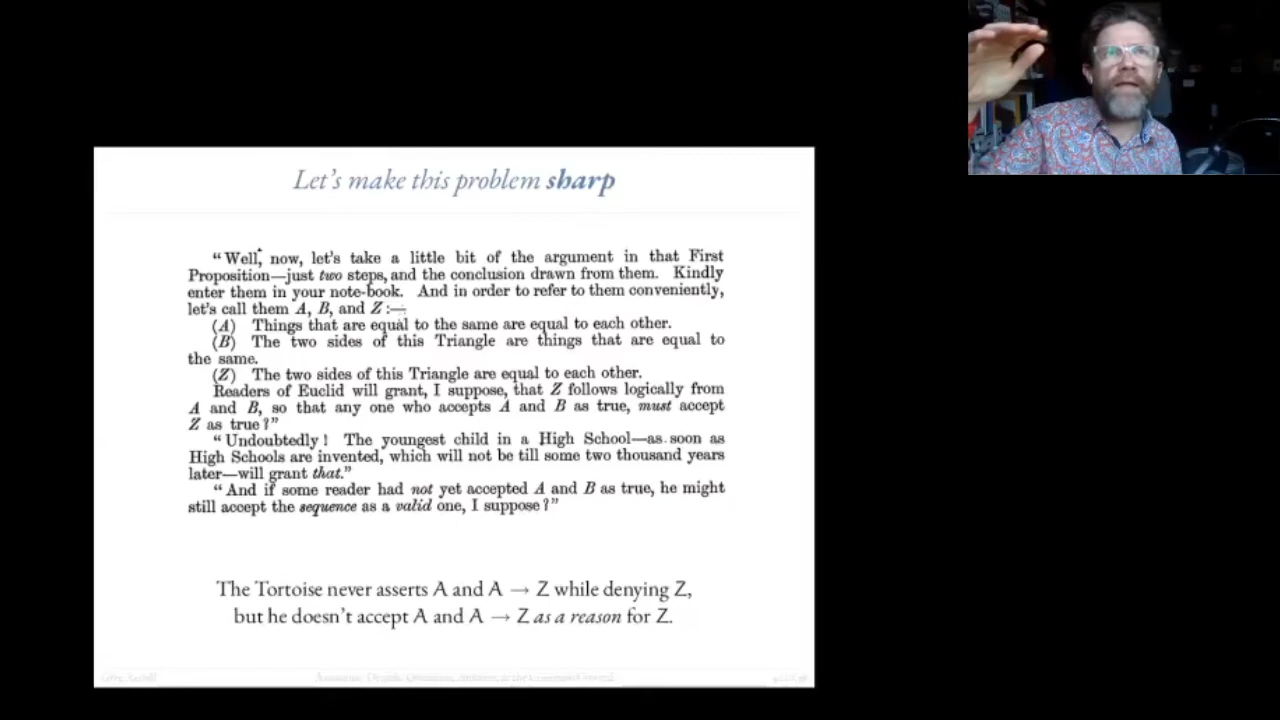 Let's make this problem sharp
“Well, now, let's take a little bit of the argument in that First
Proposition—just two steps, and the conclusion drawn from them. Kindly
enter them in your note-book. And in order to refer to them conveniently,
let's call them A, B, and Z :—
(A) Things that are equal to the same are equal to each other.
(B) The two sides of this Triangle are things that are equal to
the same.
(Z) The two sides of this Triangle are equal to each other.
Readers of Euclid will grant, I suppose, that Z follows logically from
A and B, so that any one who accepts A and B as true, must accept
Z as true ?”
“Undoubtedly ! The youngest child in a High School—as soon as
High Schools are invented, which will not be till some two thousand years
later—will grant that.”
“And if some reader had not yet accepted A and B as true, he might
still accept the sequence as a valid one, I suppose ?”
The Tortoise never asserts A and A → Z while denying Z,
but he doesn't accept A and A → Z as a reason for Z.